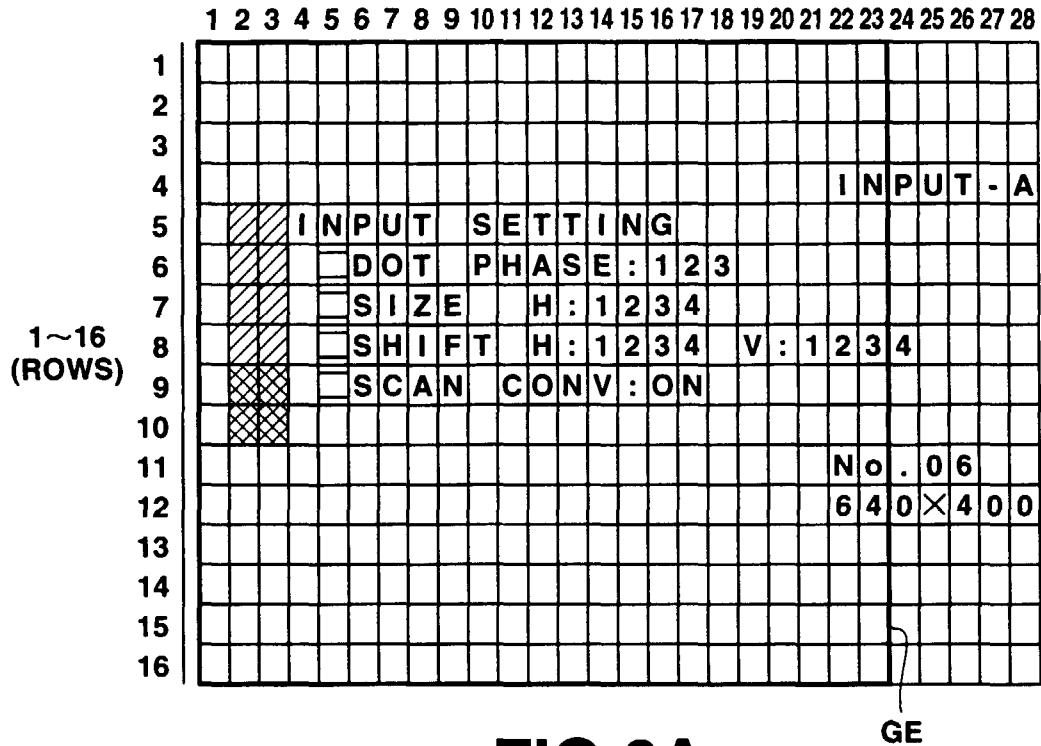 1 2 3 4 5 6 7 8 9 10 11 12 13 14 15 16 17 18 19 20 21 22 23 24 25 26 27 28
1
2
3
4 INPUT-A
5 INPUT SETTING
6 DOT PHASE:123
7 SIZE H:1234
1~16
(ROWS)
8 SHIFT H:1234 V:1234
9 SCAN CONV:ON
10
11 No.06
12 640×400
13
14
15
16
GE